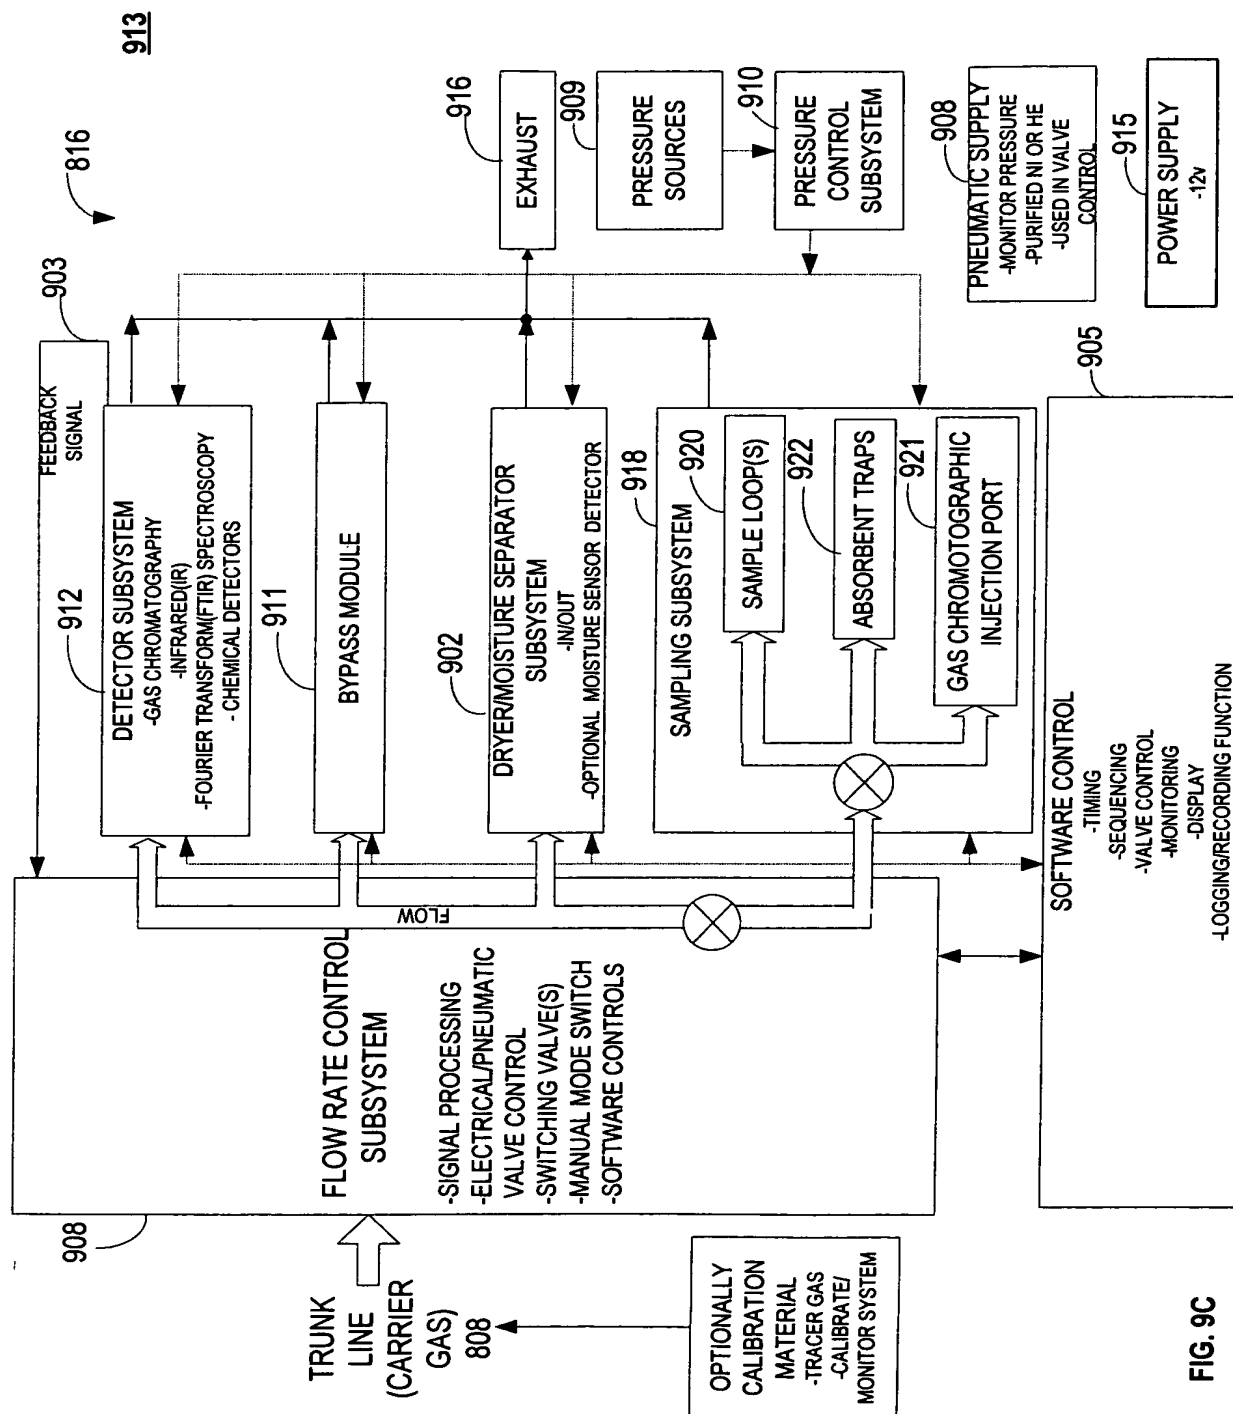 913
816
903
FEEDBACK
SIGNAL
912
DETECTOR SUBSYSTEM
-GAS CHROMATOGRAPHY
-INFRARED(IR)
-FOURIER TRANSFORM(FTIR) SPECTROSCOPY
- CHEMICAL DETECTORS
911
BYPASS MODULE
902
DRYER/MOISTURE SEPARATOR
SUBSYSTEM
-IN/OUT
-OPTIONAL MOISTURE SENSOR DETECTOR
918
SAMPLING SUBSYSTEM
920
SAMPLE LOOP(S)
922
ABSORBENT TRAPS
921
GAS CHROMOTOGRAPHIC
INJECTION PORT
916
EXHAUST
909
PRESSURE
SOURCES
910
PRESSURE
CONTROL
SUBSYSTEM
908
PNEUMATIC SUPPLY
-MONITOR PRESSURE
-PURIFIED NI OR HE
-USED IN VALVE
CONTROL
915
POWER SUPPLY
-12v
905
SOFTWARE CONTROL
-TIMING
-SEQUENCING
-VALVE CONTROL
-MONITORING
-DISPLAY
-LOGGING/RECORDING FUNCTION
FLOW
908
FLOW RATE CONTROL
SUBSYSTEM
-SIGNAL PROCESSING
-ELECTRICAL/PNEUMATIC
VALVE CONTROL
-SWITCHING VALVE(S)
-MANUAL MODE SWITCH
-SOFTWARE CONTROLS
TRUNK
LINE
(CARRIER
GAS)
808
OPTIONALLY
CALIBRATION
MATERIAL
-TRACER GAS
-CALIBRATE/
MONITOR SYSTEM
FIG. 9C